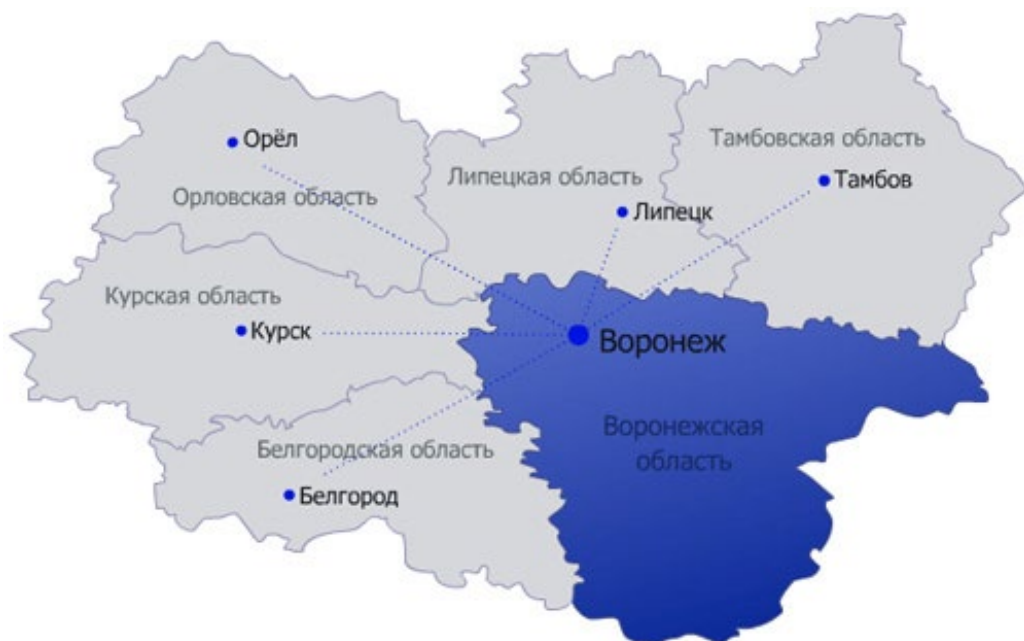 Орёл
Орловская область
Липецкая область
Липецк
Тамбовская область
Тамбов
Курская область
Курск
Воронеж
Воронежская
область
Белгородская область
Белгород